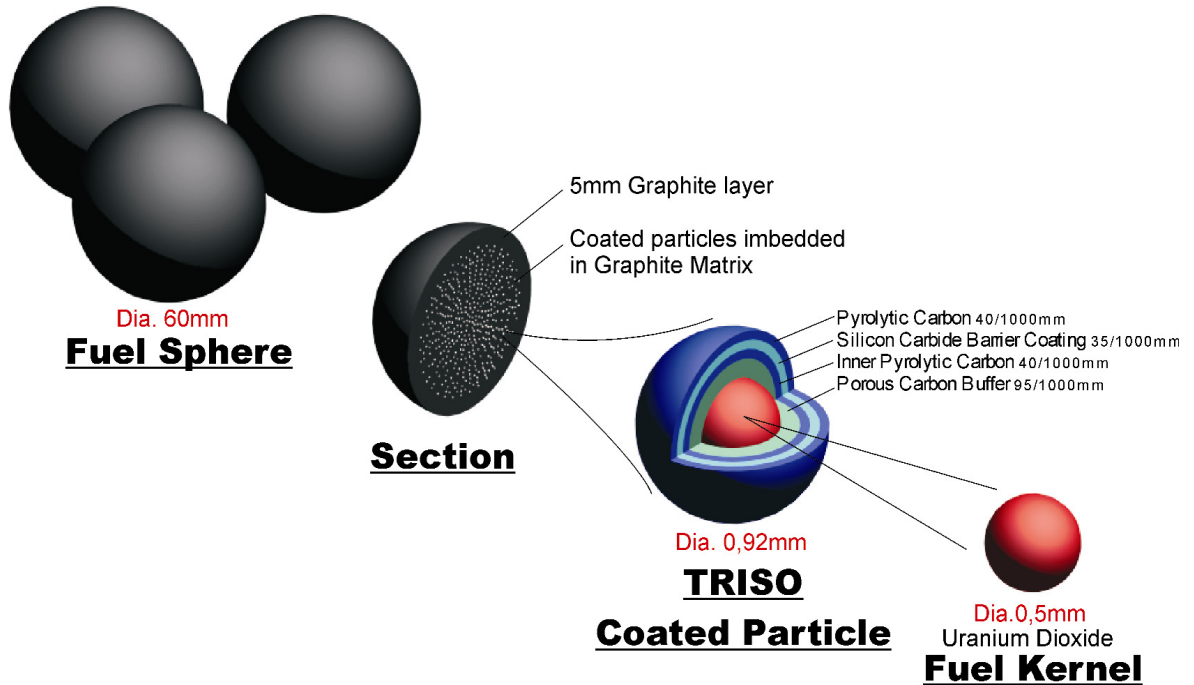 Dia. 60mm
Fuel Sphere
5mm Graphite layer
Coated particles imbedded
in Graphite Matrix
Section
Pyrolytic Carbon 40/1000mm
Silicon Carbide Barrier Coating 35/1000mm
Inner Pyrolytic Carbon 40/1000mm
Porous Carbon Buffer 95/1000mm
Dia. 0,92mm
TRISO
Coated Particle
Dia.0,5mm
Uranium Dioxide
Fuel Kernel